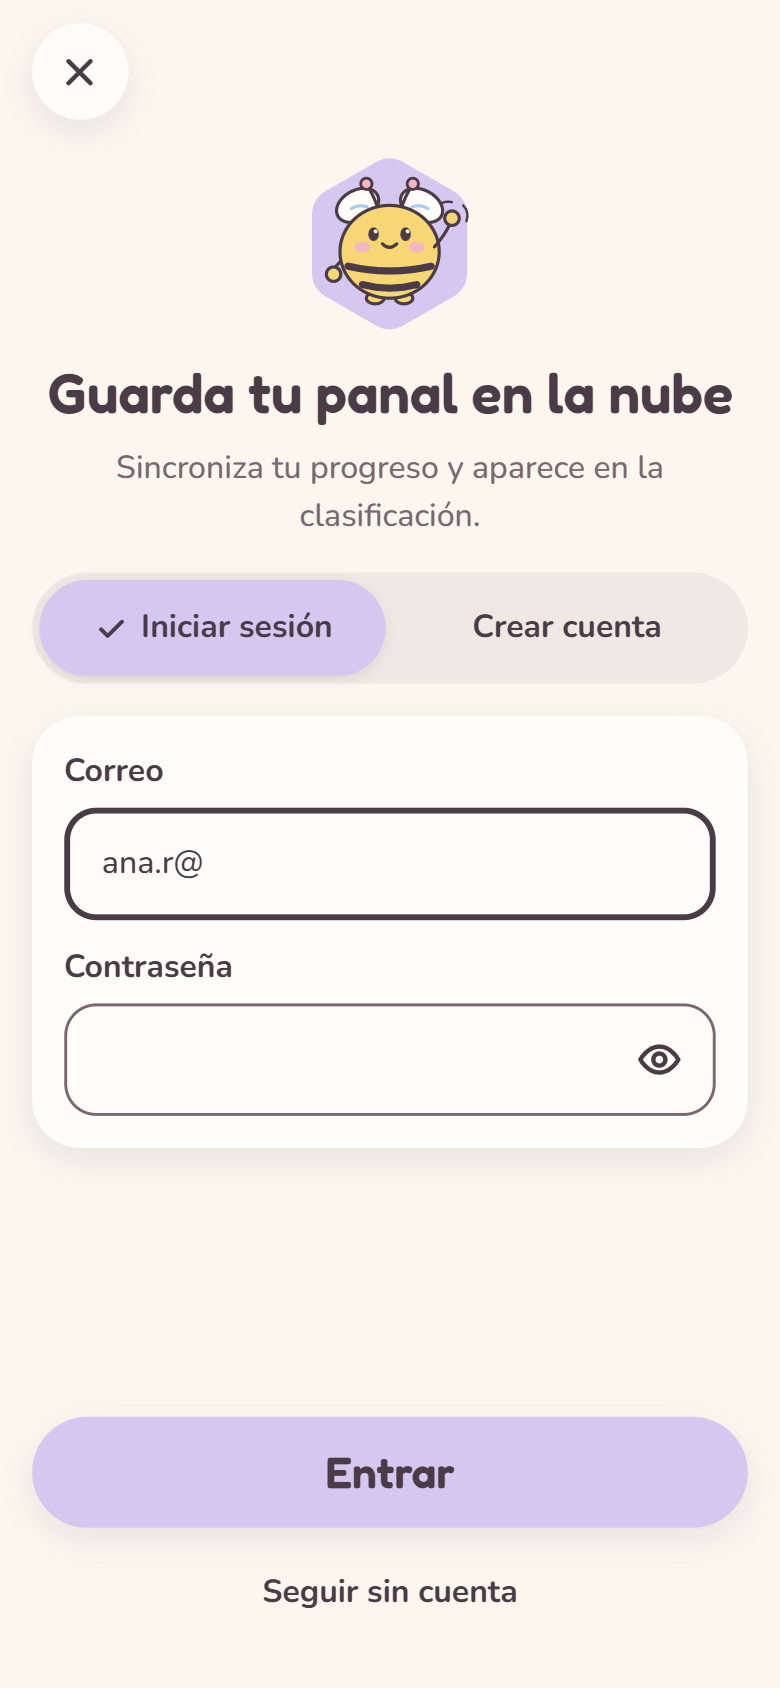 Guarda tu panal en la nube
Sincroniza tu progreso y aparece en la
clasificación.
Iniciar sesión
Crear cuenta
Correo
ana.r@
Contraseña
Entrar
Seguir sin cuenta